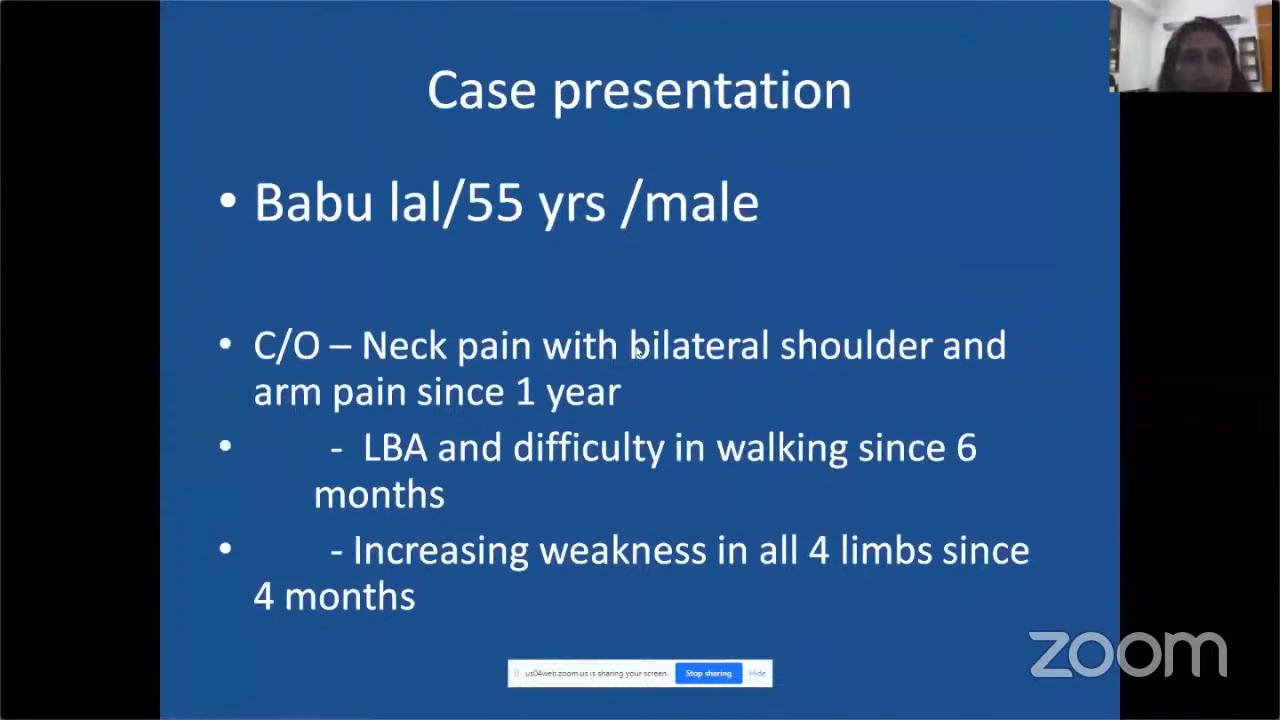 Case presentation
• Babu lal/55 yrs /male
• C/O – Neck pain with bilateral shoulder and
arm pain since 1 year
• - LBA and difficulty in walking since 6
months
• - Increasing weakness in all 4 limbs since
4 months
zoom
us04web.zoom.us is sharing your screen. Stop sharing Hide